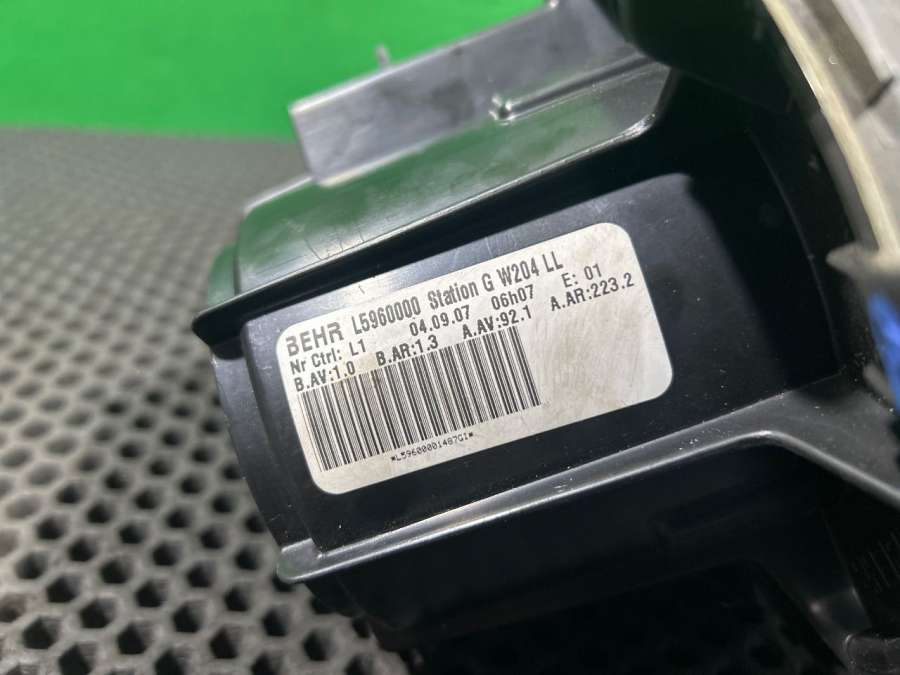 BEHR L5960000 Station G W204 LL
Nr Ctrl: L1 04.09.07 06h07 E: 01
B.AV:1.0 B.AR:1.3 A.AV:92.1 A.AR:223.2
*L59600001487GI*